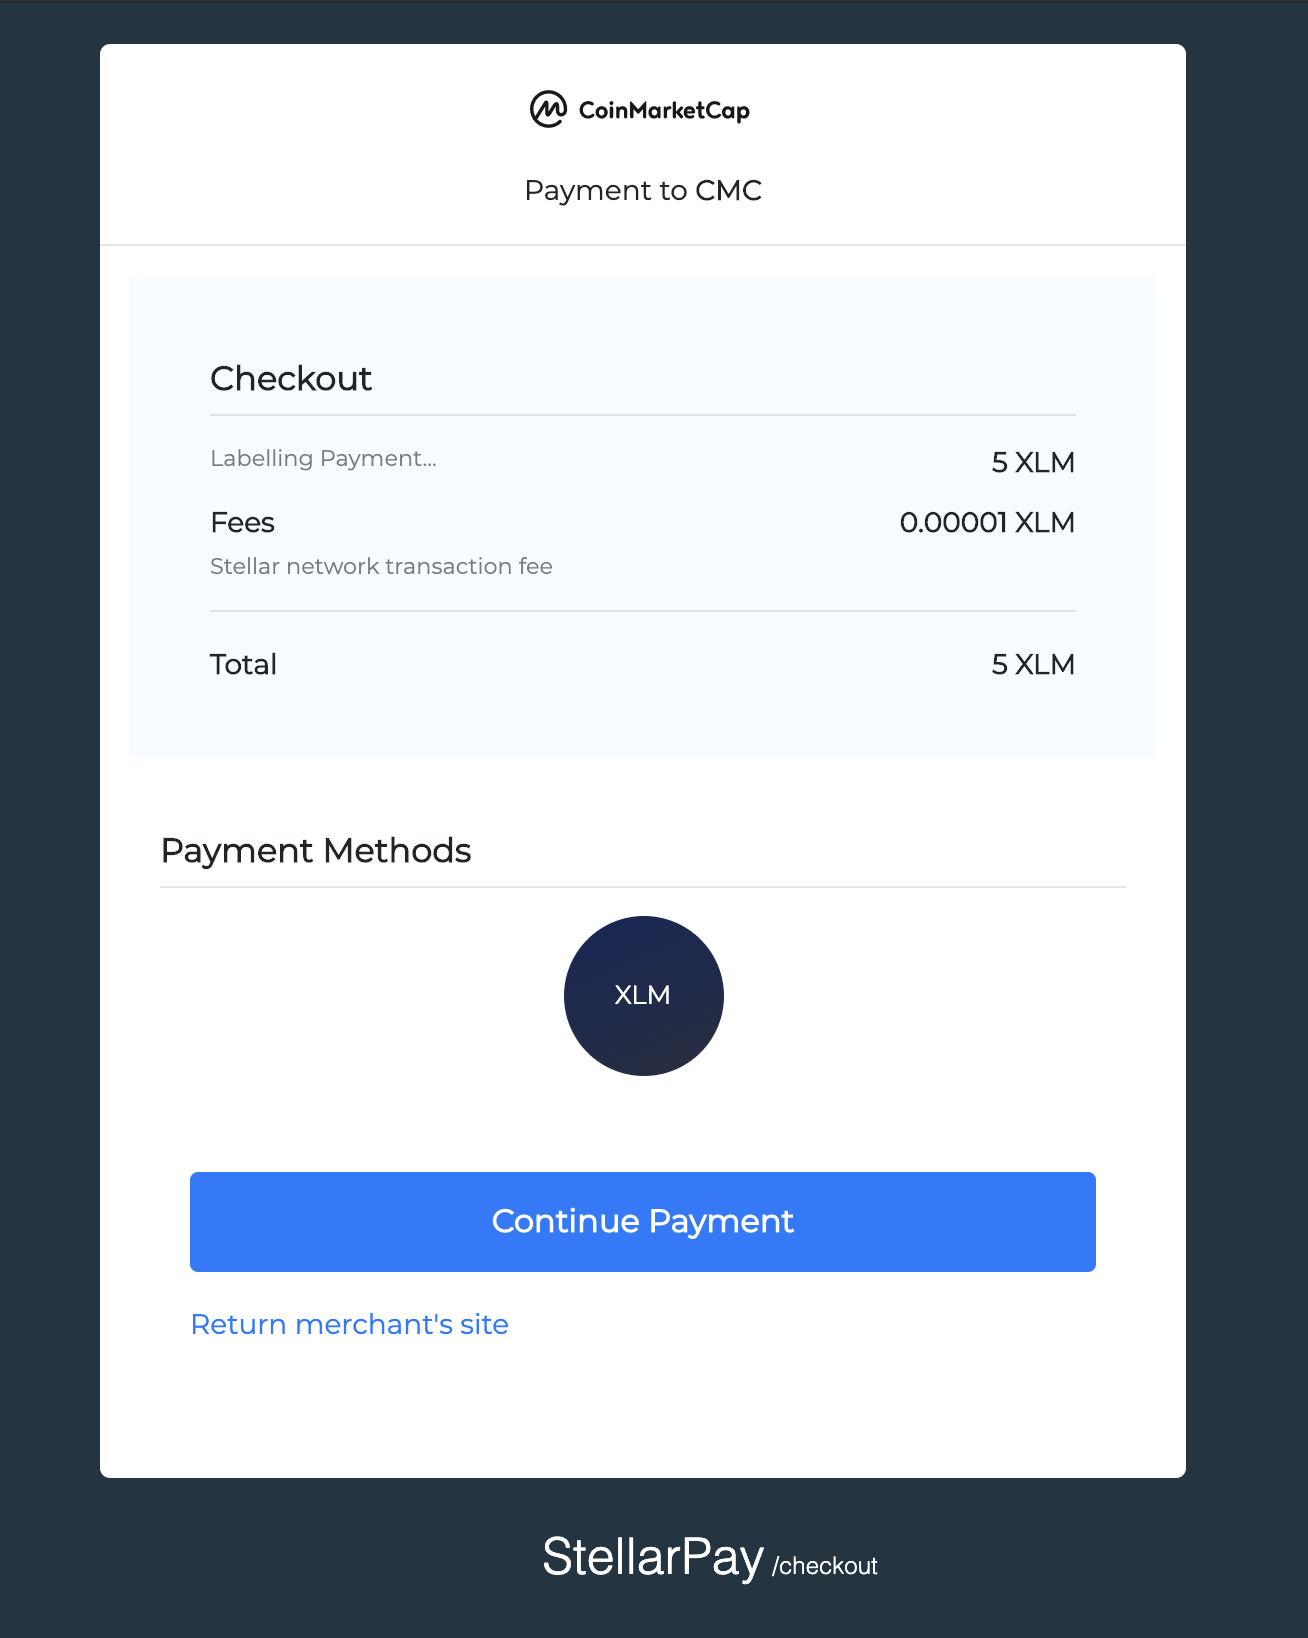 CoinMarketCap
Payment to CMC
Checkout
Labelling Payment... 5 XLM
Fees 0.00001 XLM
Stellar network transaction fee
Total 5 XLM
Payment Methods
XLM
Continue Payment
Return merchant's site
StellarPay /checkout